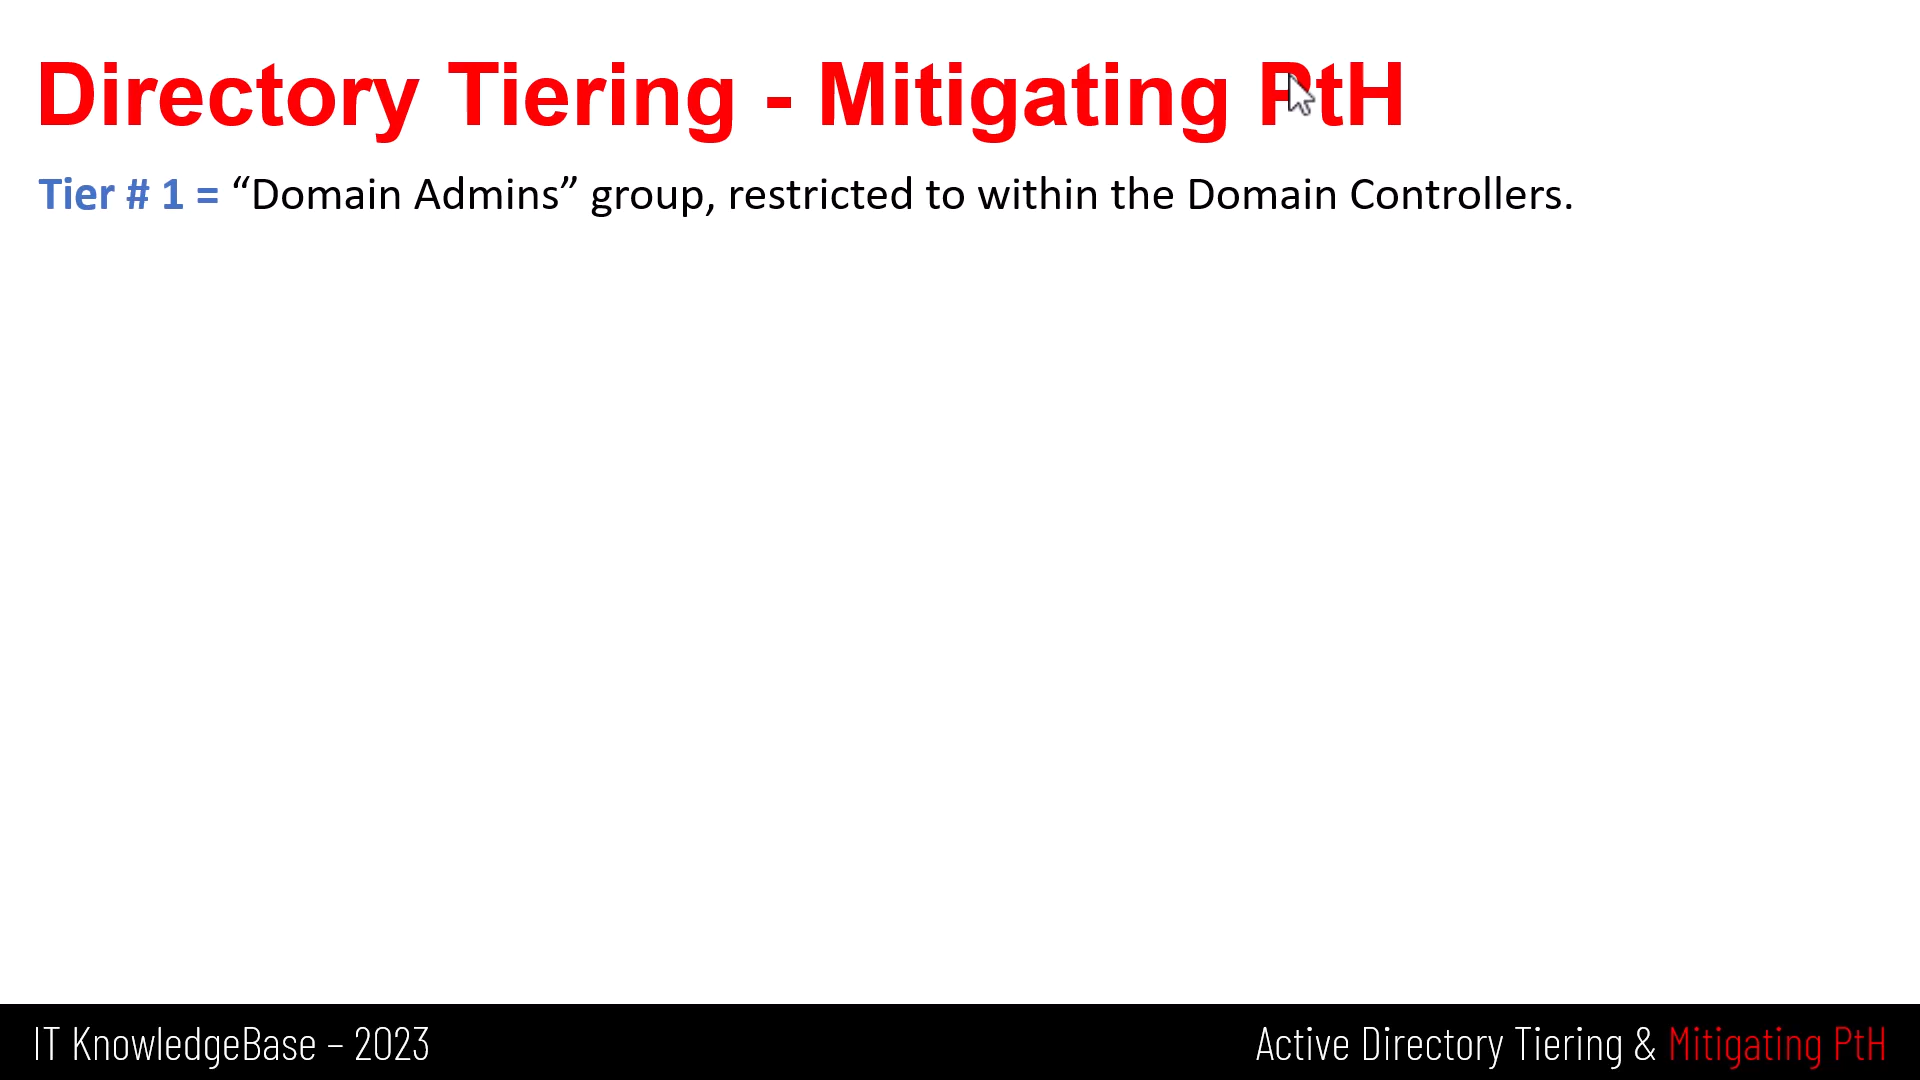 Directory Tiering - Mitigating PtH
Tier # 1 = “Domain Admins” group, restricted to within the Domain Controllers.
IT KnowledgeBase – 2023
Active Directory Tiering & Mitigating PtH